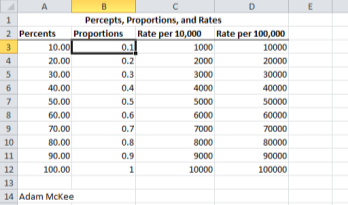 A B C D E
1 Percepts, Proportions, and Rates
2 Percents Proportions Rate per 10,000 Rate per 100,000
3 10.00 0.1 1000 10000
4 20.00 0.2 2000 20000
5 30.00 0.3 3000 30000
6 40.00 0.4 4000 40000
7 50.00 0.5 5000 50000
8 60.00 0.6 6000 60000
9 70.00 0.7 7000 70000
10 80.00 0.8 8000 80000
11 90.00 0.9 9000 90000
12 100.00 1 10000 100000
13
14 Adam McKee